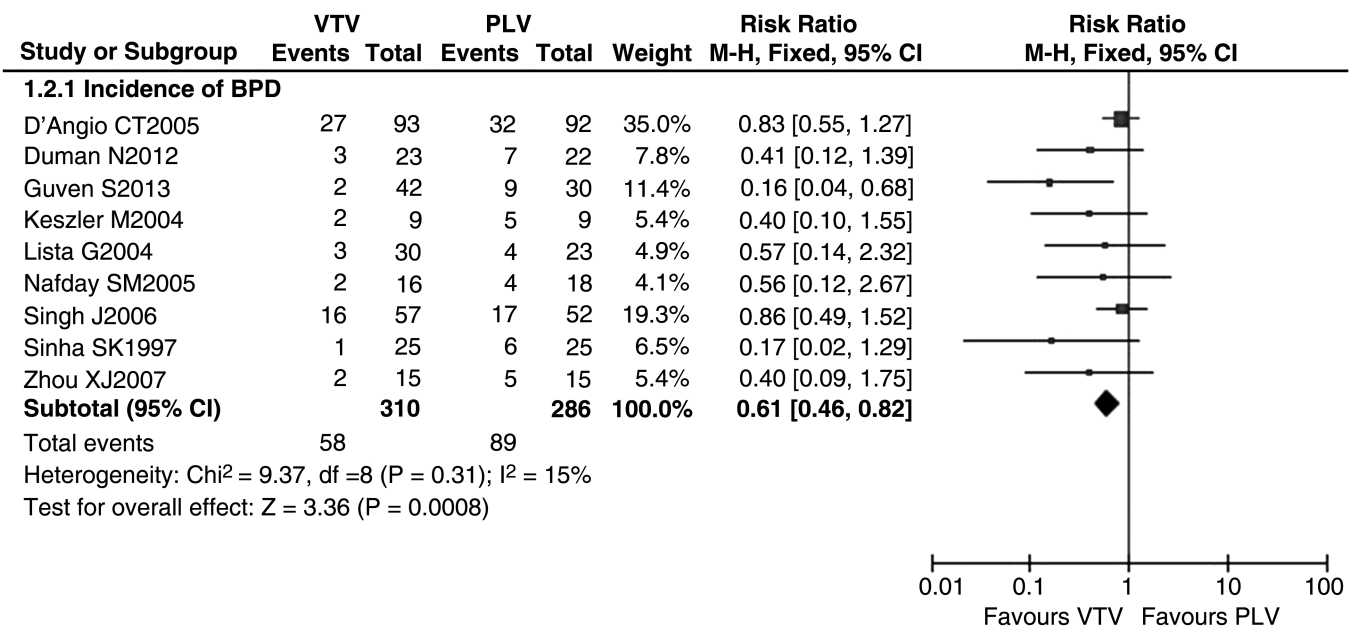 VTV PLV Risk Ratio Risk Ratio
Study or Subgroup Events Total Events Total Weight M-H, Fixed, 95% CI M-H, Fixed, 95% CI
1.2.1 Incidence of BPD
D'Angio CT2005 27 93 32 92 35.0% 0.83 [0.55, 1.27]
Duman N2012 3 23 7 22 7.8% 0.41 [0.12, 1.39]
Guven S2013 2 42 9 30 11.4% 0.16 [0.04, 0.68]
Keszler M2004 2 9 5 9 5.4% 0.40 [0.10, 1.55]
Lista G2004 3 30 4 23 4.9% 0.57 [0.14, 2.32]
Nafday SM2005 2 16 4 18 4.1% 0.56 [0.12, 2.67]
Singh J2006 16 57 17 52 19.3% 0.86 [0.49, 1.52]
Sinha SK1997 1 25 6 25 6.5% 0.17 [0.02, 1.29]
Zhou XJ2007 2 15 5 15 5.4% 0.40 [0.09, 1.75]
Subtotal (95% CI) 310 286 100.0% 0.61 [0.46, 0.82]
Total events 58 89
Heterogeneity: Chi² = 9.37, df =8 (P = 0.31); I² = 15%
Test for overall effect: Z = 3.36 (P = 0.0008)
0.01 0.1 1 10 100
Favours VTV Favours PLV